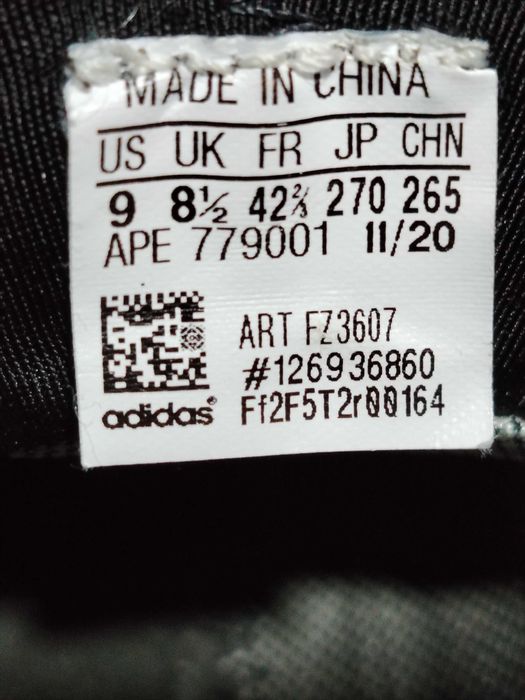 MADE IN CHINA
US UK FR JP CHN
9 8½ 42⅔ 270 265
APE 779001 11/20
ART FZ3607
#126936860
adidas® Ff2F5T2r00164